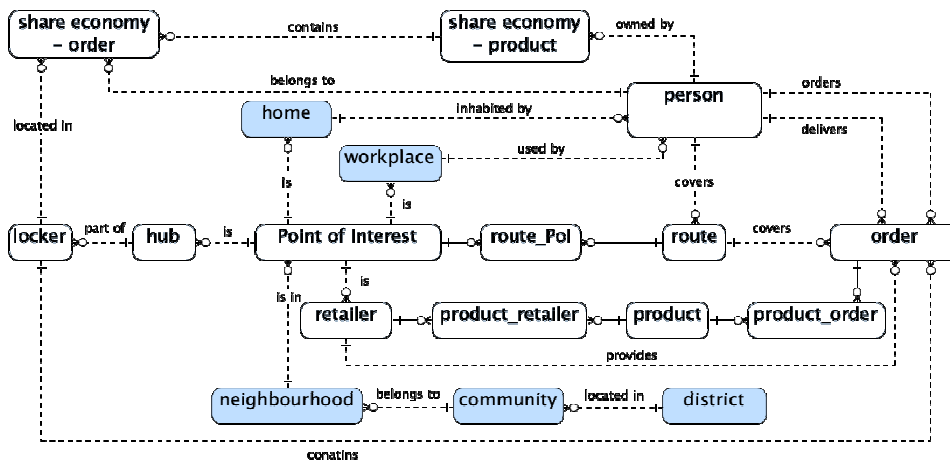 share economy
– order
contains
share economy
– product
owned by
belongs to
person
orders
home
inhabited by
located in
delivers
workplace
used by
is
covers
is
locker
part of
hub
is
Point of Interest
route_PoI
route
covers
order
is
is in
retailer
product_retailer
product
product_order
provides
neighbourhood
belongs to
community
located in
district
conatins